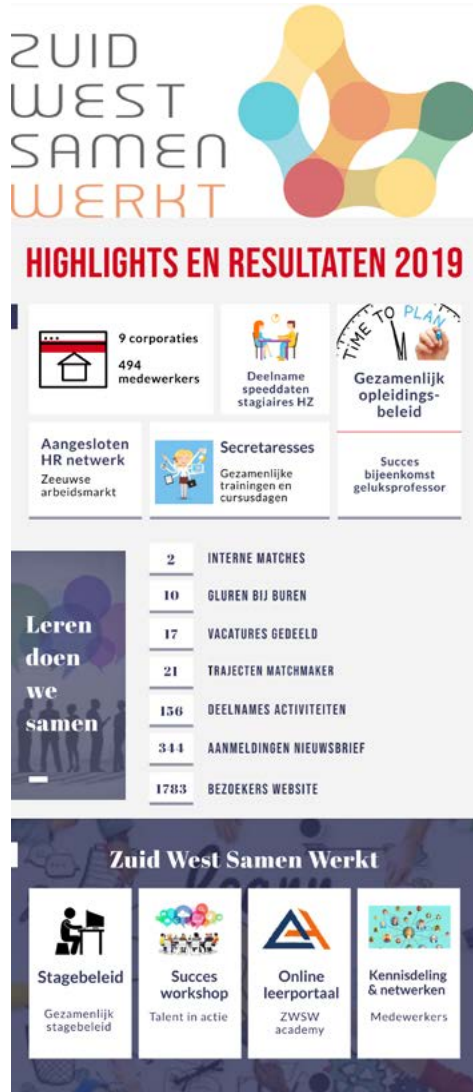 ZUID
WEST
SAMEN
WERKT
HIGHLIGHTS EN RESULTATEN 2019
9 corporaties
494
medewerkers
Deelname
speeddaten
stagiaires HZ
TIME TO PLAN
Gezamenlijk
opleidings-
beleid
Aangesloten
HR netwerk
Zeeuwse
arbeidsmarkt
Secretaresses
Gezamenlijke
trainingen en
cursusdagen
Succes
bijeenkomst
geluksprofessor
Leren
doen
we
samen
2 INTERNE MATCHES
10 GLUREN BIJ BUREN
17 VACATURES GEDEELD
21 TRAJECTEN MATCHMAKER
156 DEELNAMES ACTIVITEITEN
344 AANMELDINGEN NIEUWSBRIEF
1783 BEZOEKERS WEBSITE
Zuid West Samen Werkt
Stagebeleid
Gezamenlijk
stagebeleid
Succes
workshop
Talent in actie
Online
leerportaal
ZWSW
academy
Kennisdeling
& netwerken
Medewerkers